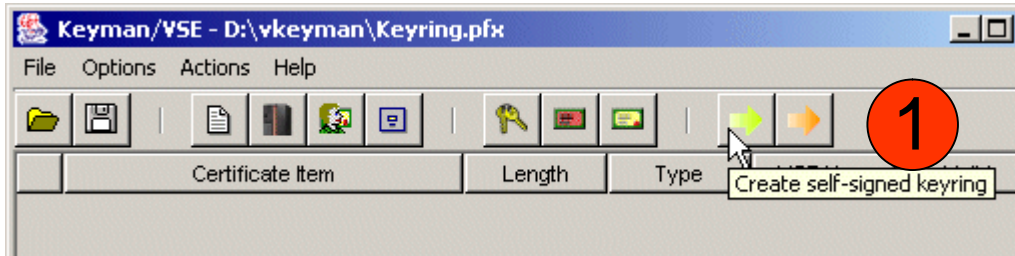 Keyman/VSE - D:\vkeyman\Keyring.pfx
File Options Actions Help
1
Certificate Item Length Type
Create self-signed keyring